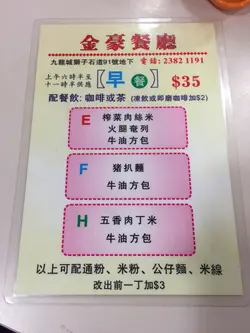 金豪餐廳
九龍城獅子石道91號地下 電話:2382 1191
上午六時半至
十一時半供應
【早餐】 $35
配餐飲: 咖啡或茶 (凍飲或即磨咖啡加$2)
E 榨菜肉絲米
火腿奄列
牛油方包
F 豬扒麵
牛油方包
H 五香肉丁米
牛油方包
以上可配通粉、米粉、公仔麵、米線
改出前一丁加$3